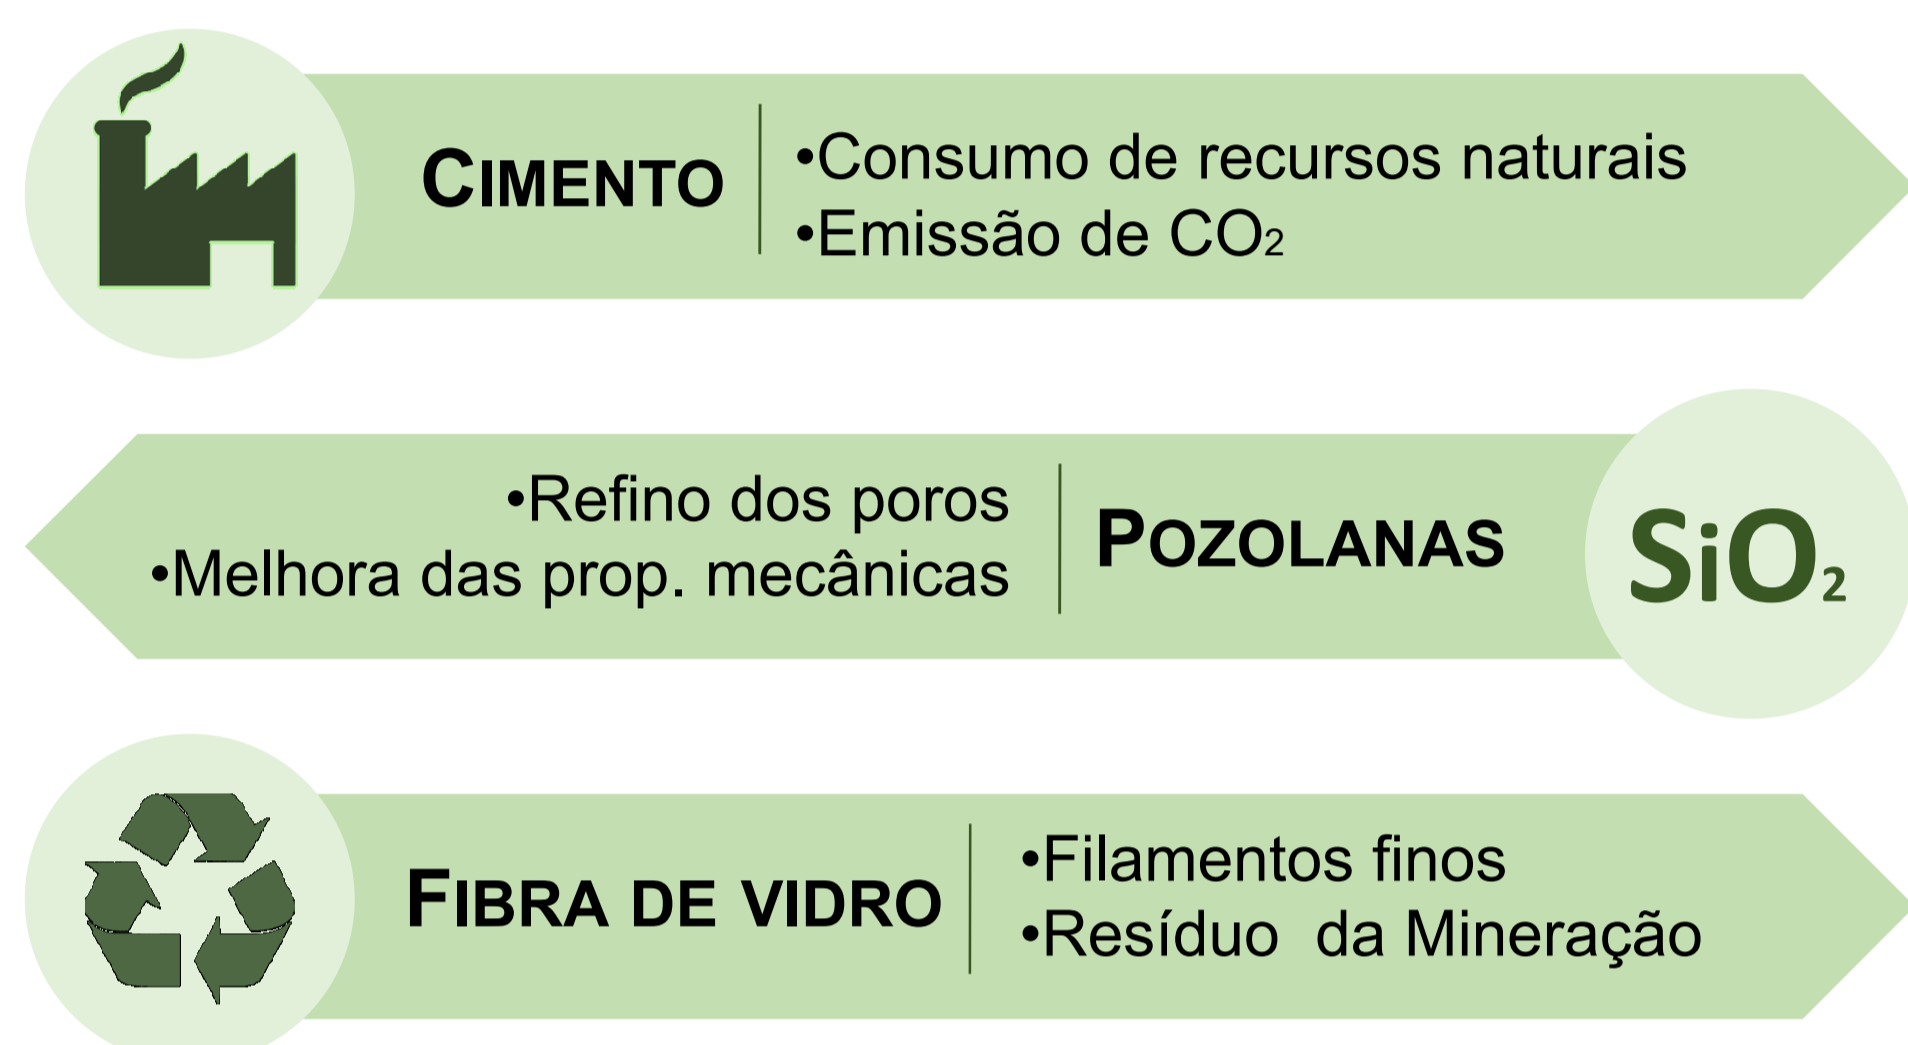 CIMENTO
•Consumo de recursos naturais
•Emissão de CO₂
•Refino dos poros
•Melhora das prop. mecânicas
POZOLANAS
SiO₂
FIBRA DE VIDRO
•Filamentos finos
•Resíduo  da Mineração